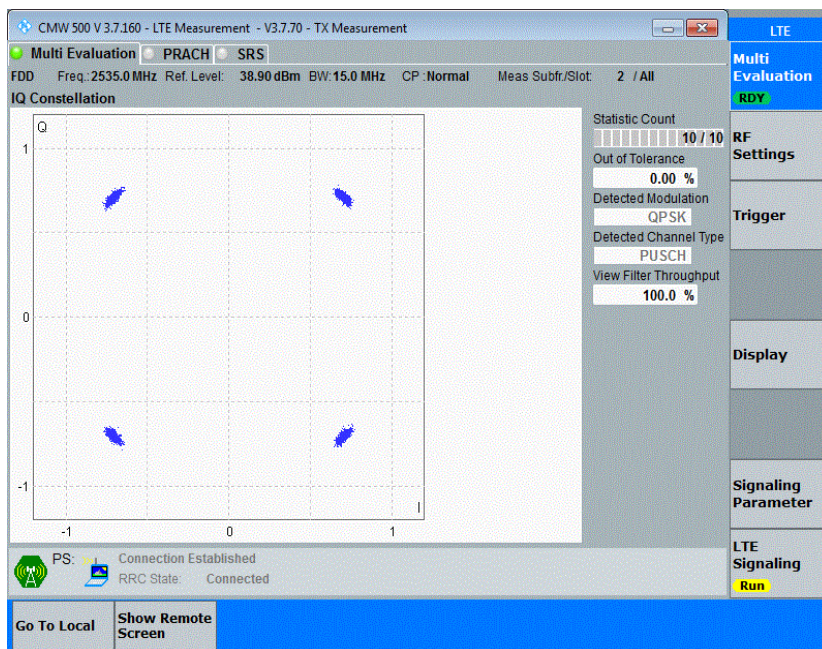 CMW 500 V 3.7.160 - LTE Measurement  - V3.7.70 - TX Measurement
LTE
Multi Evaluation PRACH SRS
Multi
Evaluation
RDY
FDD Freq.: 2535.0 MHz Ref. Level: 38.90 dBm BW: 15.0 MHz CP : Normal Meas Subfr./Slot: 2 / All
IQ Constellation
Q
1
0
-1
I
-1 0 1
Statistic Count
10 / 10
Out of Tolerance
0.00 %
Detected Modulation
QPSK
Detected Channel Type
PUSCH
View Filter Throughput
100.0 %
RF
Settings
Trigger
Display
Signaling
Parameter
LTE
Signaling
Run
PS: Connection Established
RRC State: Connected
Go To Local
Show Remote
Screen